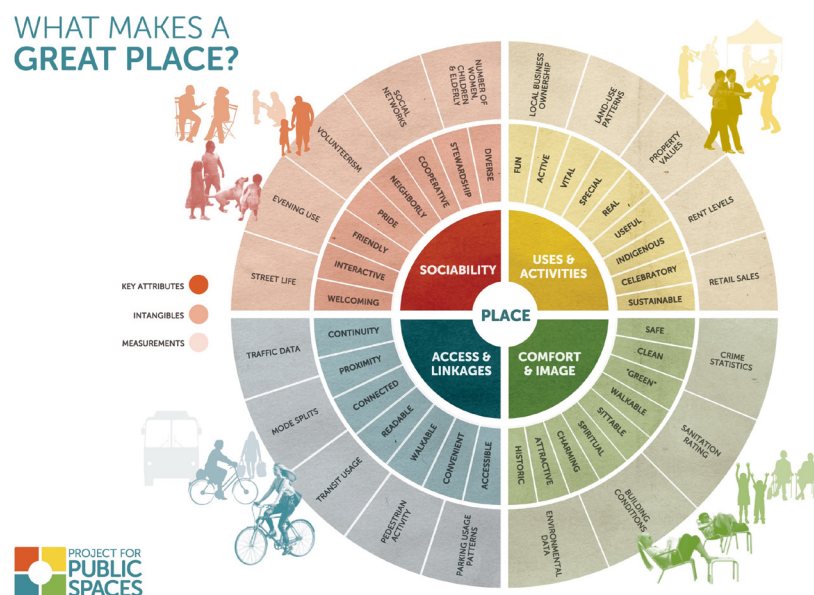 WHAT MAKES A
GREAT PLACE?
KEY ATTRIBUTES
INTANGIBLES
MEASUREMENTS
PLACE
SOCIABILITY
DIVERSE
STEWARDSHIP
COOPERATIVE
NEIGHBORLY
PRIDE
FRIENDLY
INTERACTIVE
WELCOMING
NUMBER OF
WOMEN,
CHILDREN
& ELDERLY
SOCIAL
NETWORKS
VOLUNTEERISM
EVENING USE
STREET LIFE
USES &
ACTIVITIES
FUN
ACTIVE
VITAL
SPECIAL
REAL
USEFUL
INDIGENOUS
CELEBRATORY
SUSTAINABLE
LOCAL BUSINESS
OWNERSHIP
LAND-USE
PATTERNS
PROPERTY
VALUES
RENT LEVELS
RETAIL SALES
ACCESS &
LINKAGES
CONTINUITY
PROXIMITY
CONNECTED
READABLE
WALKABLE
CONVENIENT
ACCESSIBLE
TRAFFIC DATA
MODE SPLITS
TRANSIT USAGE
PEDESTRIAN
ACTIVITY
PARKING USAGE
PATTERNS
COMFORT
& IMAGE
SAFE
CLEAN
"GREEN"
WALKABLE
SITTABLE
SPIRITUAL
CHARMING
ATTRACTIVE
HISTORIC
CRIME
STATISTICS
SANITATION
RATING
BUILDING
CONDITIONS
ENVIRONMENTAL
DATA
PROJECT FOR
PUBLIC
SPACES